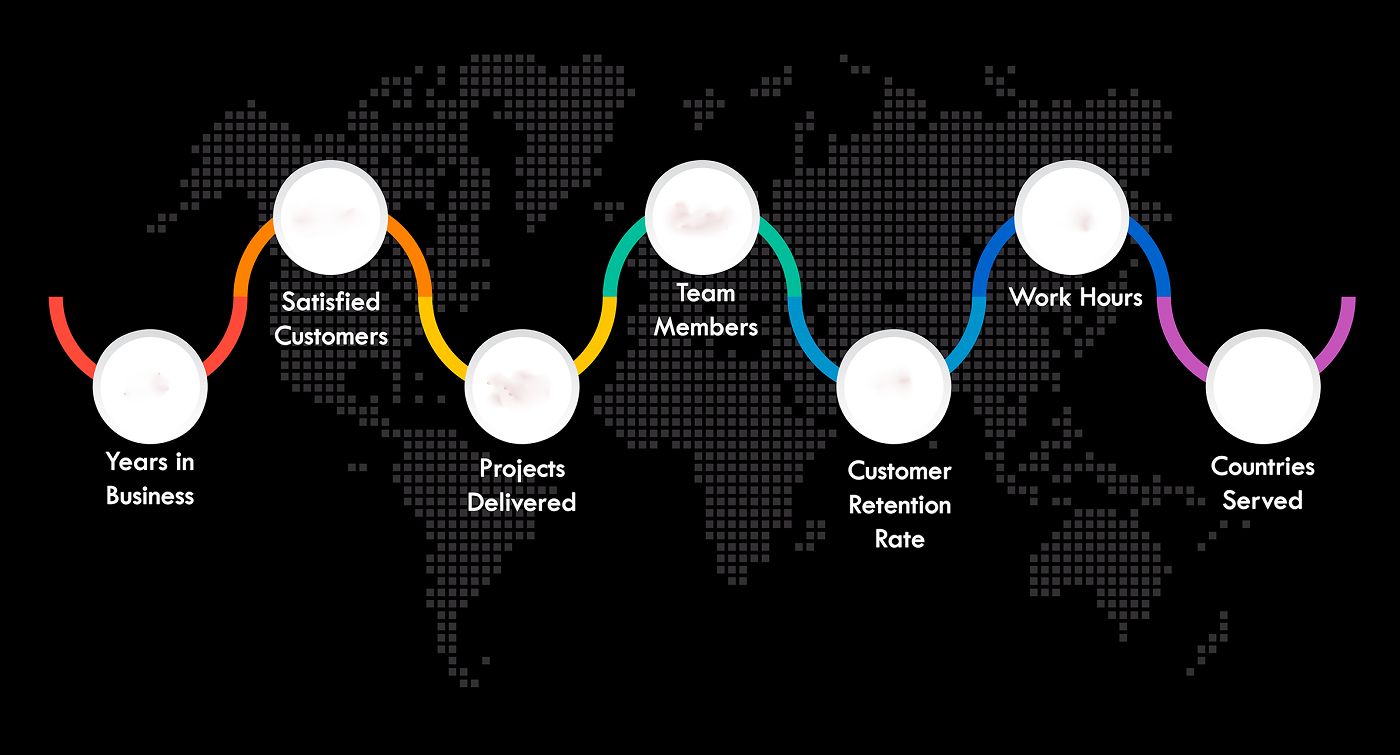 Years in
Business
Satisfied
Customers
Projects
Delivered
Team
Members
Customer
Retention
Rate
Work Hours
Countries
Served